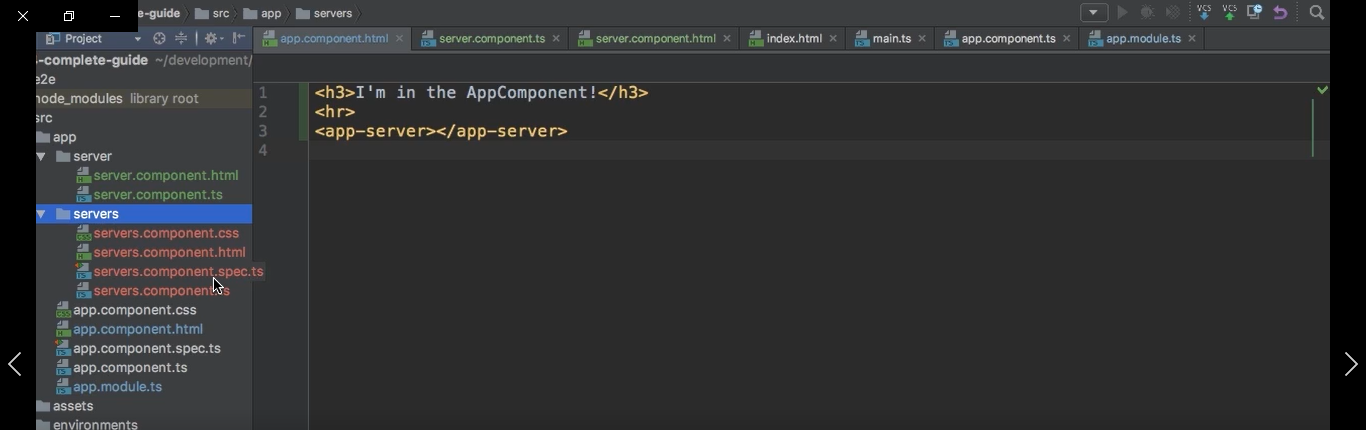 e-guide src app servers
VCS VCS
Project
app.component.html server.component.ts server.component.html index.html main.ts app.component.ts app.module.ts
-complete-guide ~/development/
e2e
node_modules library root
src
app
server
server.component.html
server.component.ts
servers
servers.component.css
servers.component.html
servers.component.spec.ts
servers.component.ts
app.component.css
app.component.html
app.component.spec.ts
app.component.ts
app.module.ts
assets
environments
1 <h3>I'm in the AppComponent!</h3>
2 <hr>
3 <app-server></app-server>
4